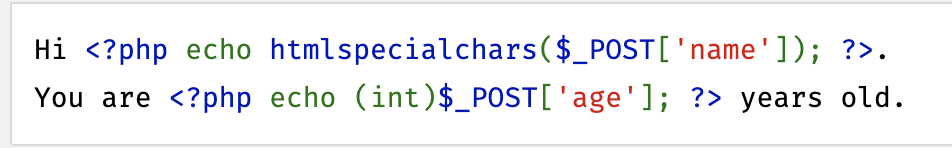 Hi <?php echo htmlspecialchars($_POST['name']); ?>.
You are <?php echo (int)$_POST['age']; ?> years old.